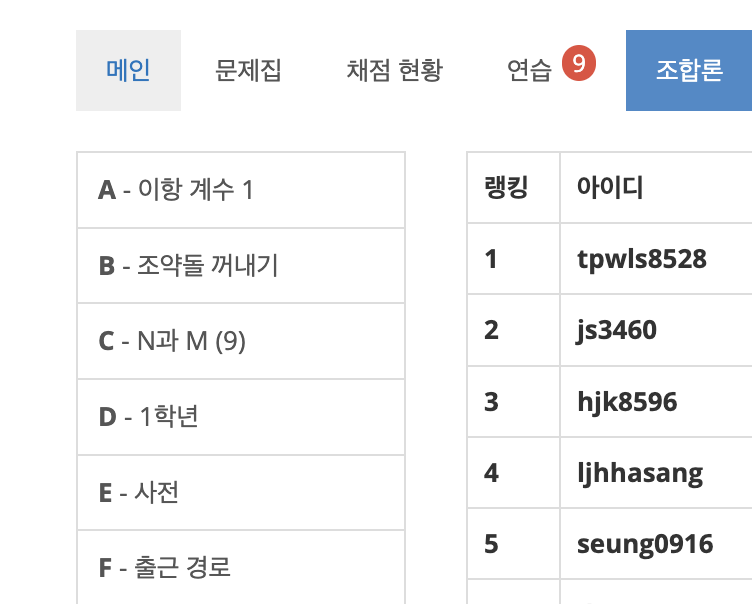 메인 문제집 채점 현황 연습 9 조합론
A - 이항 계수 1
B - 조약돌 꺼내기
C - N과 M (9)
D - 1학년
E - 사전
F - 출근 경로
랭킹 아이디
1 tpwls8528
2 js3460
3 hjk8596
4 ljhhasang
5 seung0916